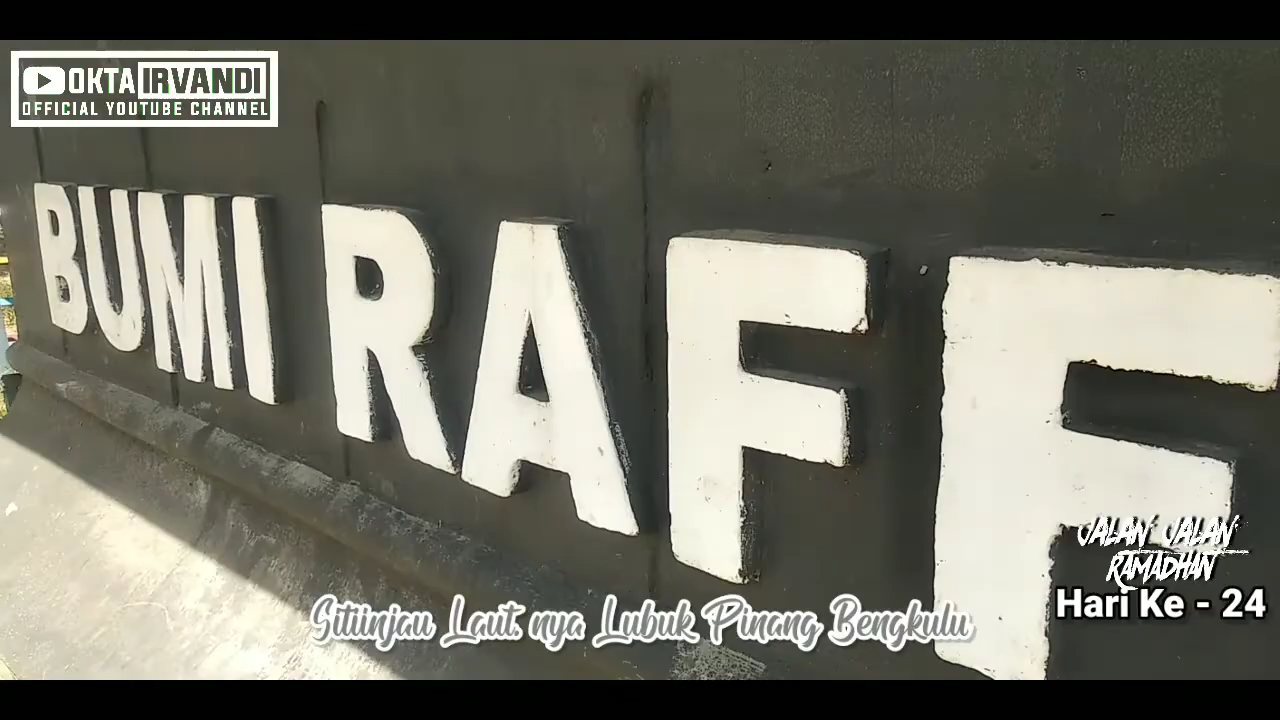 OKTA IRVANDI
OFFICIAL YOUTUBE CHANNEL
BUMI RAFF
JALAN JALAN
RAMADHAN
Hari Ke - 24
Sitiinjau Laut nya Lubuk Pinang Bengkulu